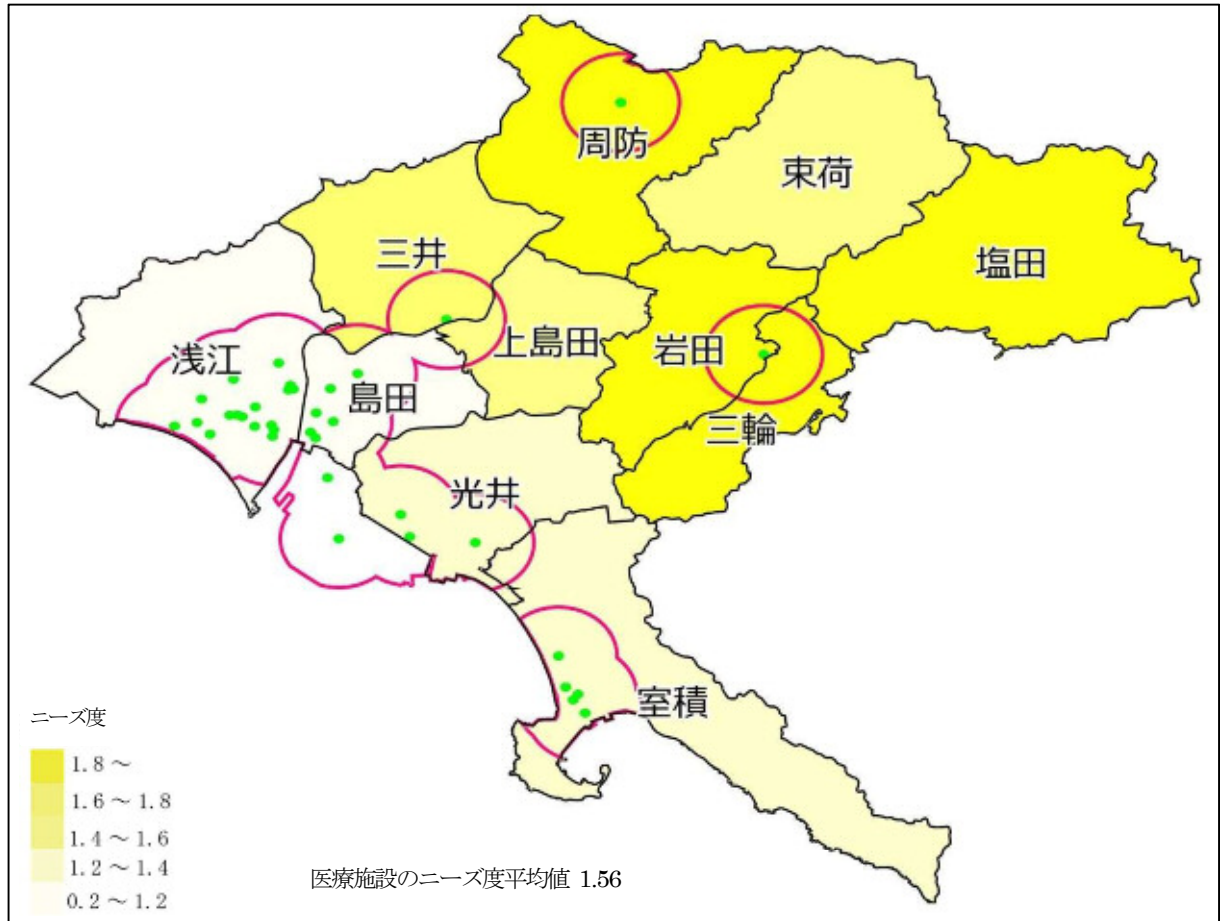 周防
束荷
塩田
三井
上島田
岩田
浅江
島田
三輪
光井
室積
ニーズ度
1.8～
1.6～1.8
1.4～1.6
1.2～1.4
0.2～1.2
医療施設のニーズ度平均値 1.56